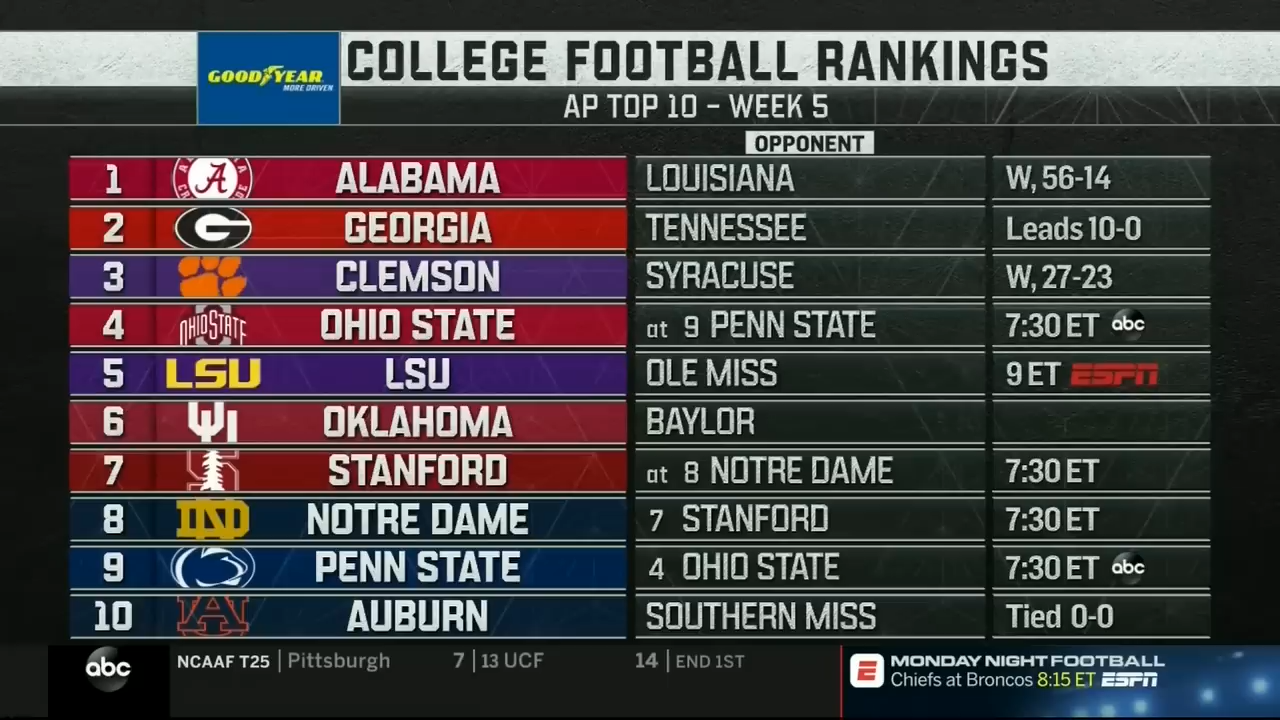 GOODYEAR
MORE DRIVEN
COLLEGE FOOTBALL RANKINGS
AP TOP 10 – WEEK 5
OPPONENT
1 A ALABAMA LOUISIANA W, 56-14
2 G GEORGIA TENNESSEE Leads 10-0
3 CLEMSON SYRACUSE W, 27-23
4 OHIO STATE OHIO STATE at 9 PENN STATE 7:30 ET abc
5 LSU LSU OLE MISS 9 ET ESPN
6 OU OKLAHOMA BAYLOR
7 S STANFORD at 8 NOTRE DAME 7:30 ET
8 ND NOTRE DAME 7 STANFORD 7:30 ET
9 PENN STATE 4 OHIO STATE 7:30 ET abc
10 AU AUBURN SOUTHERN MISS Tied 0-0
abc NCAAF T25 Pittsburgh 7 13 UCF 14 END 1ST
E MONDAY NIGHT FOOTBALL
Chiefs at Broncos 8:15 ET ESPN